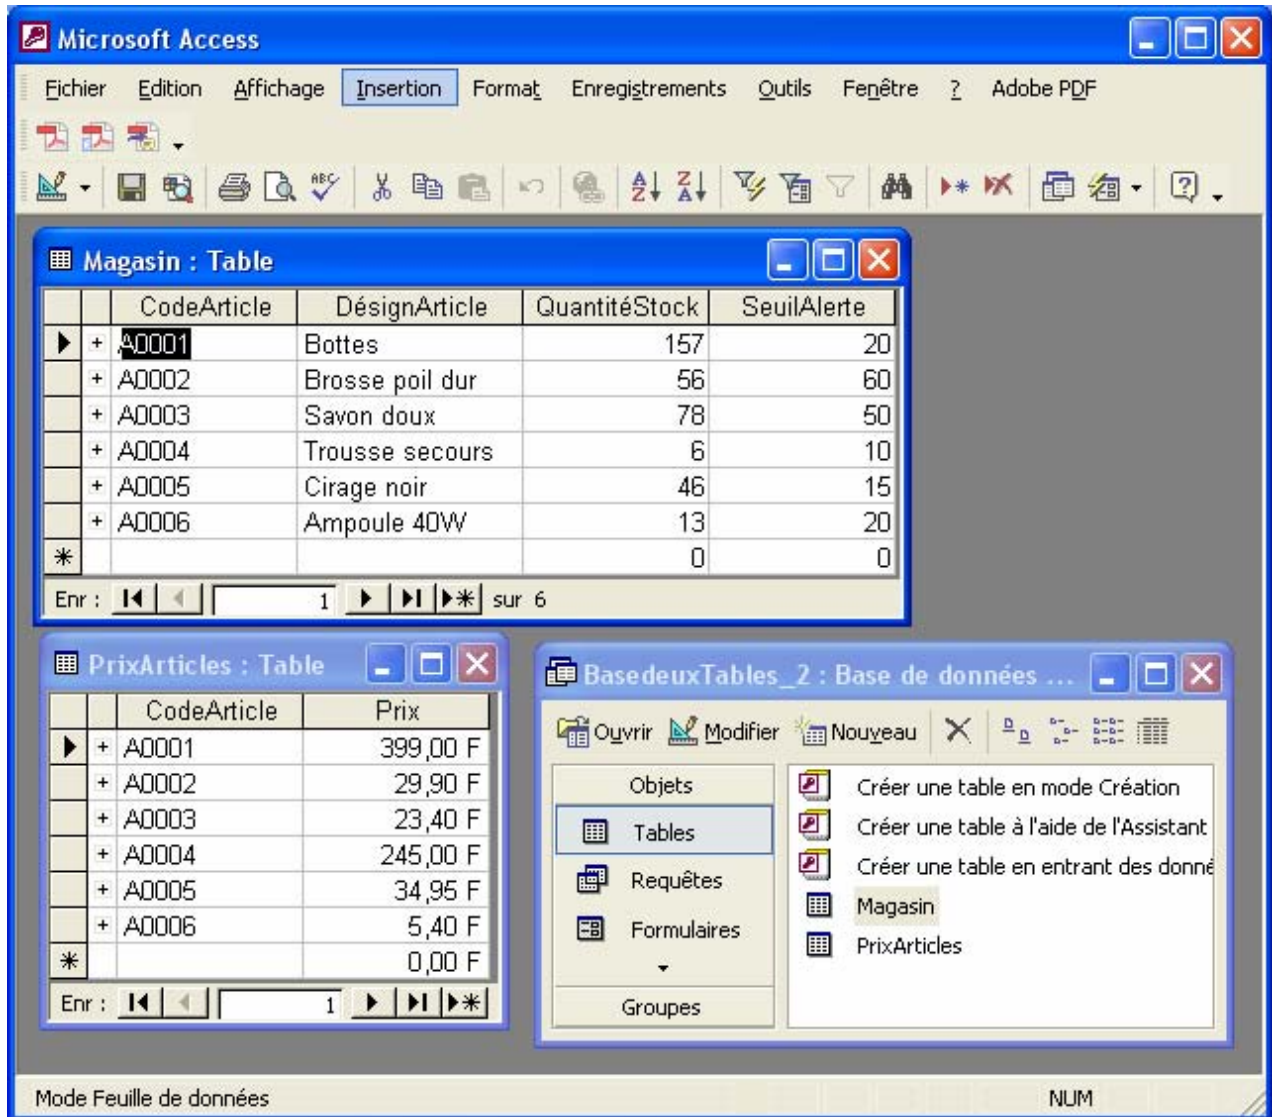 Microsoft Access
Fichier Edition Affichage Insertion Format Enregistrements Outils Fenêtre ? Adobe PDF
Magasin : Table
CodeArticle DésignArticle QuantitéStock SeuilAlerte
+ A0001 Bottes 157 20
+ A0002 Brosse poil dur 56 60
+ A0003 Savon doux 78 50
+ A0004 Trousse secours 6 10
+ A0005 Cirage noir 46 15
+ A0006 Ampoule 40W 13 20
0 0
Enr : 1 sur 6
PrixArticles : Table
CodeArticle Prix
+ A0001 399,00 F
+ A0002 29,90 F
+ A0003 23,40 F
+ A0004 245,00 F
+ A0005 34,95 F
+ A0006 5,40 F
0,00 F
Enr : 1
BasedeuxTables_2 : Base de données ...
Ouvrir Modifier Nouveau
Objets
Tables
Requêtes
Formulaires
Groupes
Créer une table en mode Création
Créer une table à l'aide de l'Assistant
Créer une table en entrant des donné
Magasin
PrixArticles
Mode Feuille de données NUM